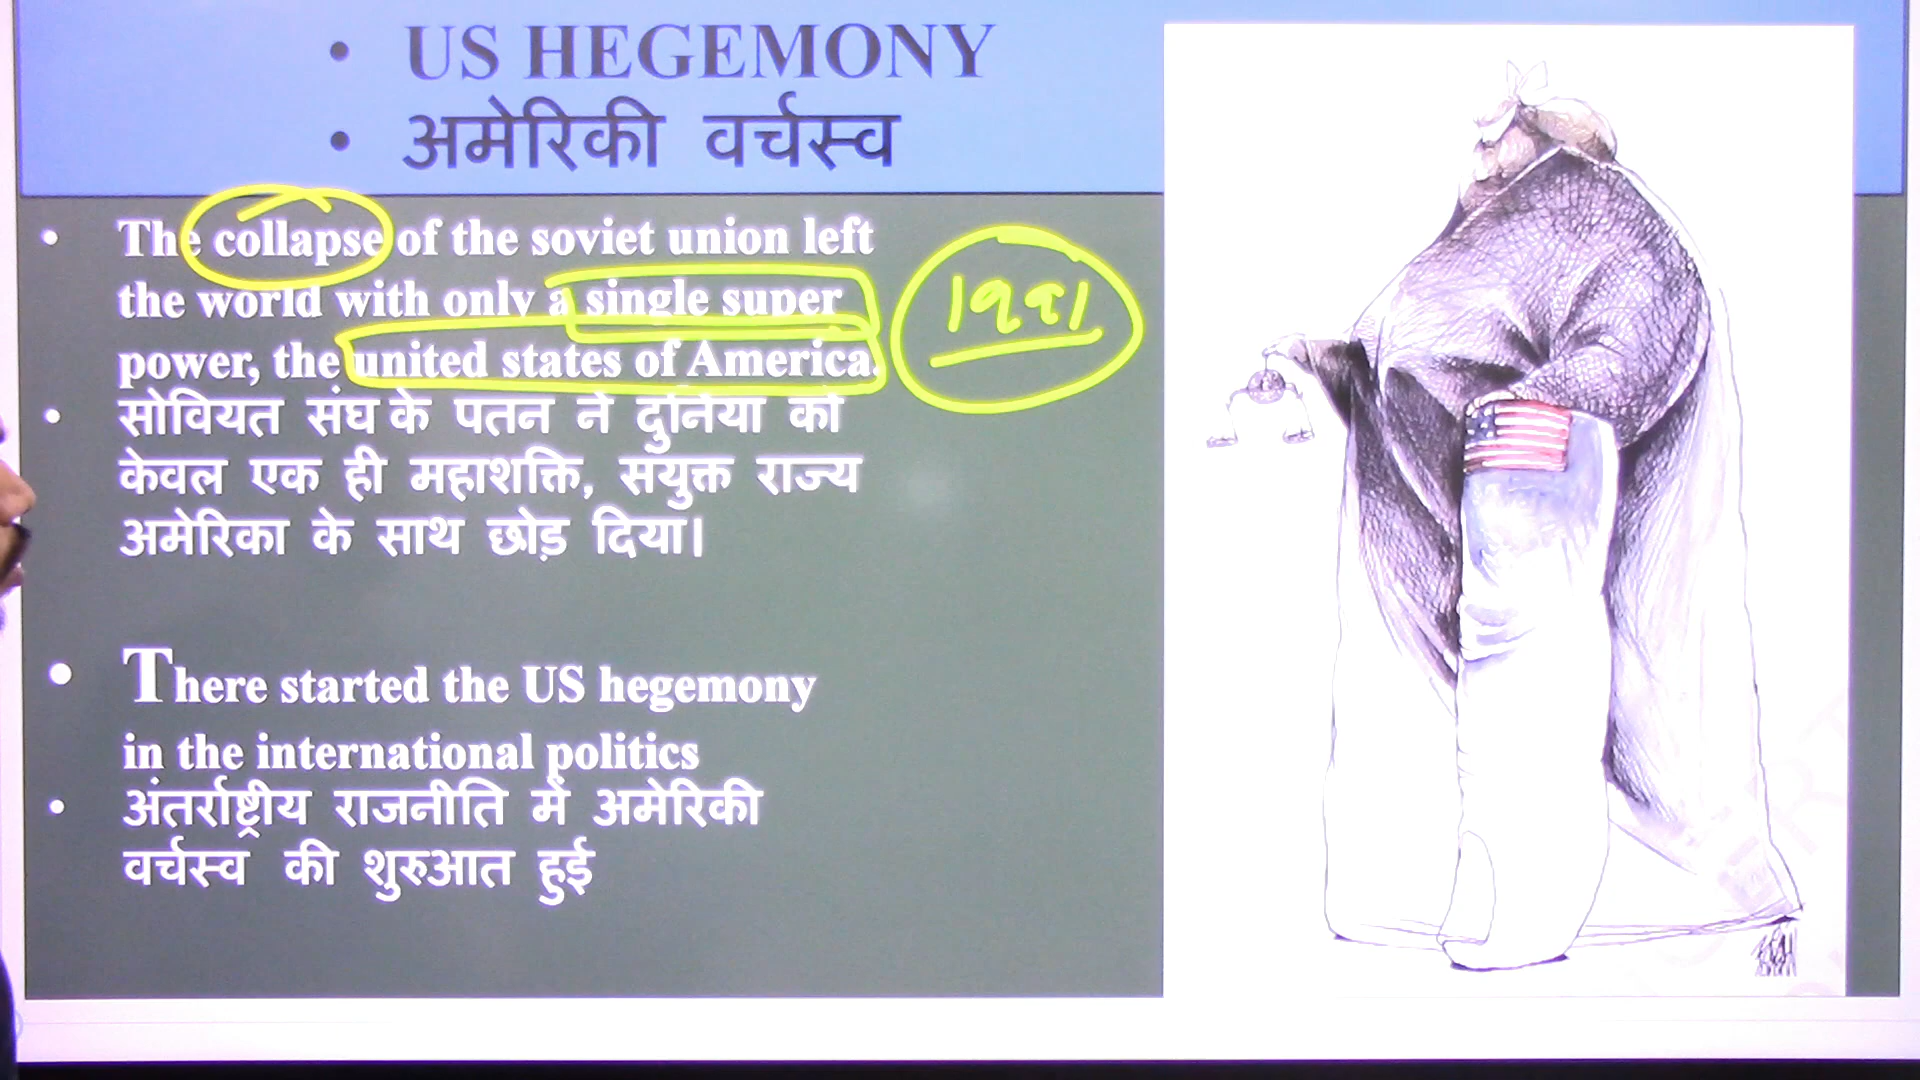 • US HEGEMONY
• अमेरिकी वर्चस्व
• The collapse of the soviet union left
the world with only a single super
power, the united states of America.
1991
• सोवियत संघ के पतन ने दुनिया को
केवल एक ही महाशक्ति, संयुक्त राज्य
अमेरिका के साथ छोड़ दिया।
• There started the US hegemony
in the international politics
• अंतर्राष्ट्रीय राजनीति में अमेरिकी
वर्चस्व की शुरुआत हुई